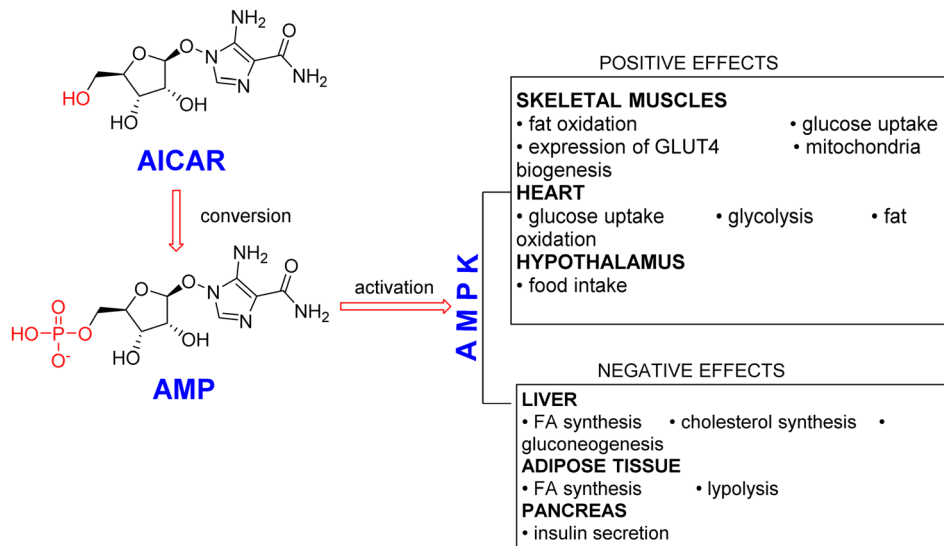 NH2
O
O
O
N
NH2
N
HO
OH
HO
AICAR
conversion
NH2
O
O
O
N
O
NH2
HO P O
N
O-
OH
HO
AMP
activation
AMPK
POSITIVE EFFECTS
SKELETAL MUSCLES
• fat oxidation • glucose uptake
• expression of GLUT4 • mitochondria
biogenesis
HEART
• glucose uptake • glycolysis • fat
oxidation
HYPOTHALAMUS
• food intake
NEGATIVE EFFECTS
LIVER
• FA synthesis • cholesterol synthesis •
gluconeogenesis
ADIPOSE TISSUE
• FA synthesis • lypolysis
PANCREAS
• insulin secretion